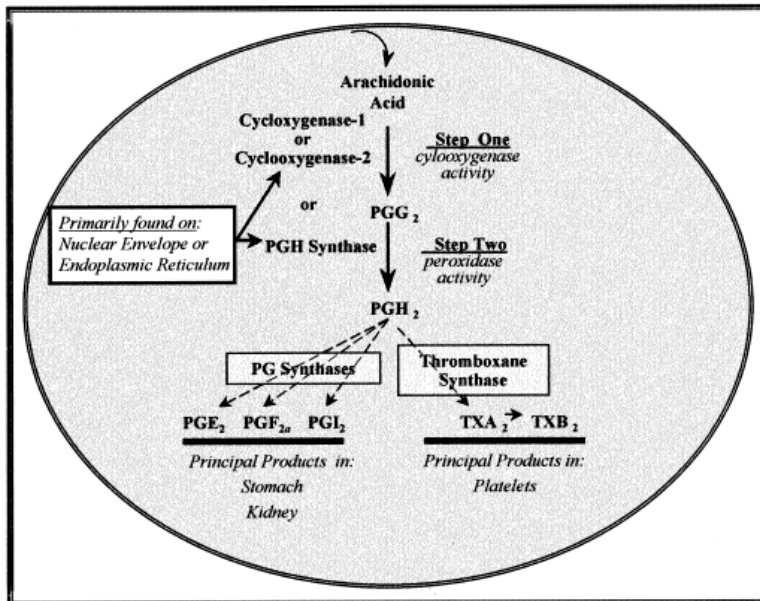 Arachidonic
Acid
Cycloxygenase-1
or
Cyclooxygenase-2
Step One
cylooxygenase
activity
or
PGG 2
Primarily found on:
Nuclear Envelope or
Endoplasmic Reticulum
PGH Synthase
Step Two
peroxidase
activity
PGH 2
PG Synthases
Thromboxane
Synthase
PGE2 PGF2a PGI2
TXA 2 TXB 2
Principal Products in:
Stomach
Kidney
Principal Products in:
Platelets